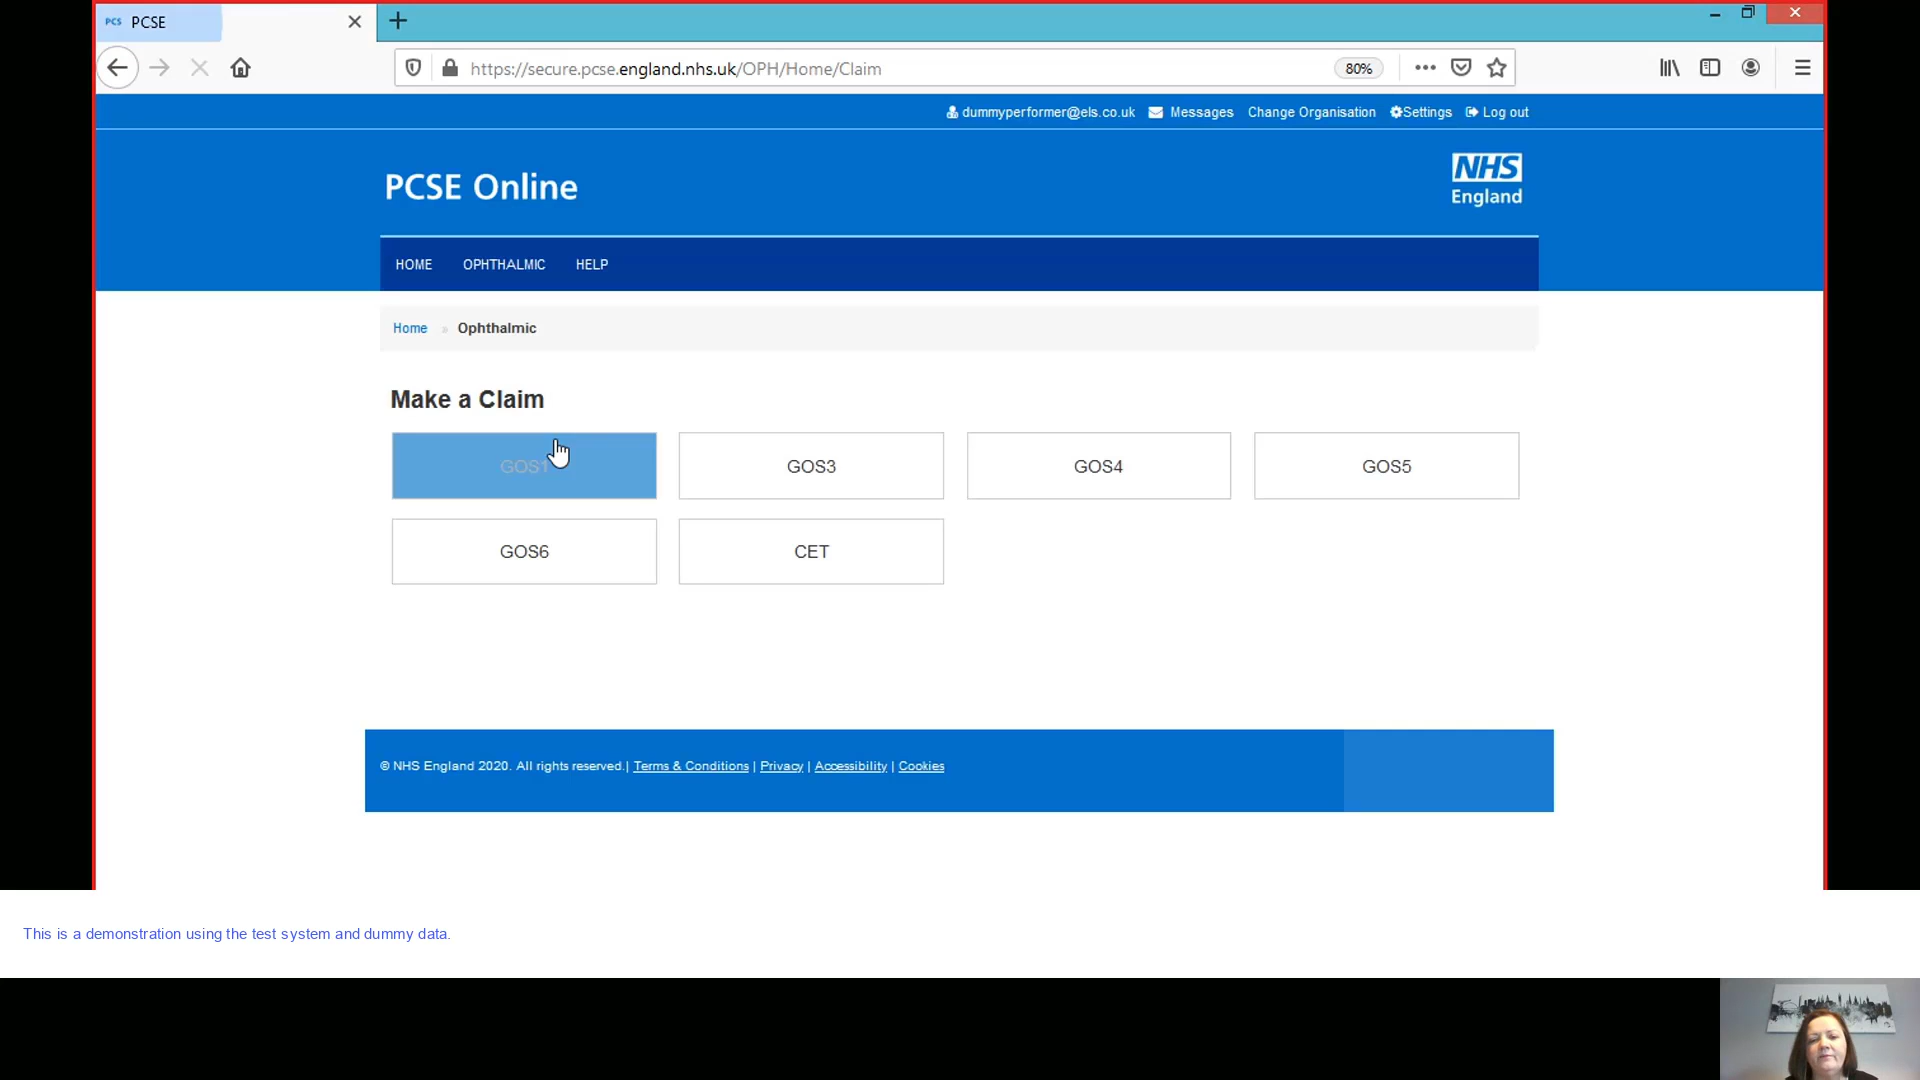 PCS PCSE
https://secure.pcse.england.nhs.uk/OPH/Home/Claim 80%
dummyperformer@els.co.uk Messages Change Organisation Settings Log out
PCSE Online
NHS
England
HOME OPHTHALMIC HELP
Home » Ophthalmic
Make a Claim
GOS1 GOS3 GOS4 GOS5
GOS6 CET
© NHS England 2020. All rights reserved.| Terms & Conditions | Privacy | Accessibility | Cookies
This is a demonstration using the test system and dummy data.